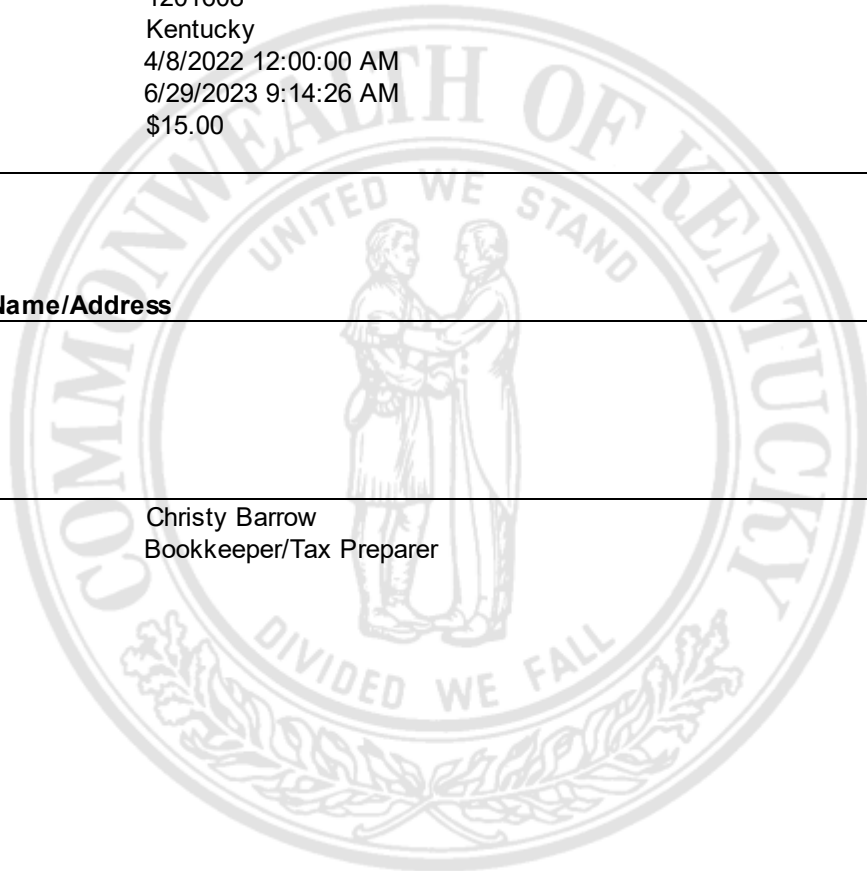 Kentucky
4/8/2022 12:00:00 AM
6/29/2023 9:14:26 AM
$15.00
Name/Address
Christy Barrow
Bookkeeper/Tax Preparer
COMMONWEALTH OF KENTUCKY
UNITED WE STAND
DIVIDED WE FALL